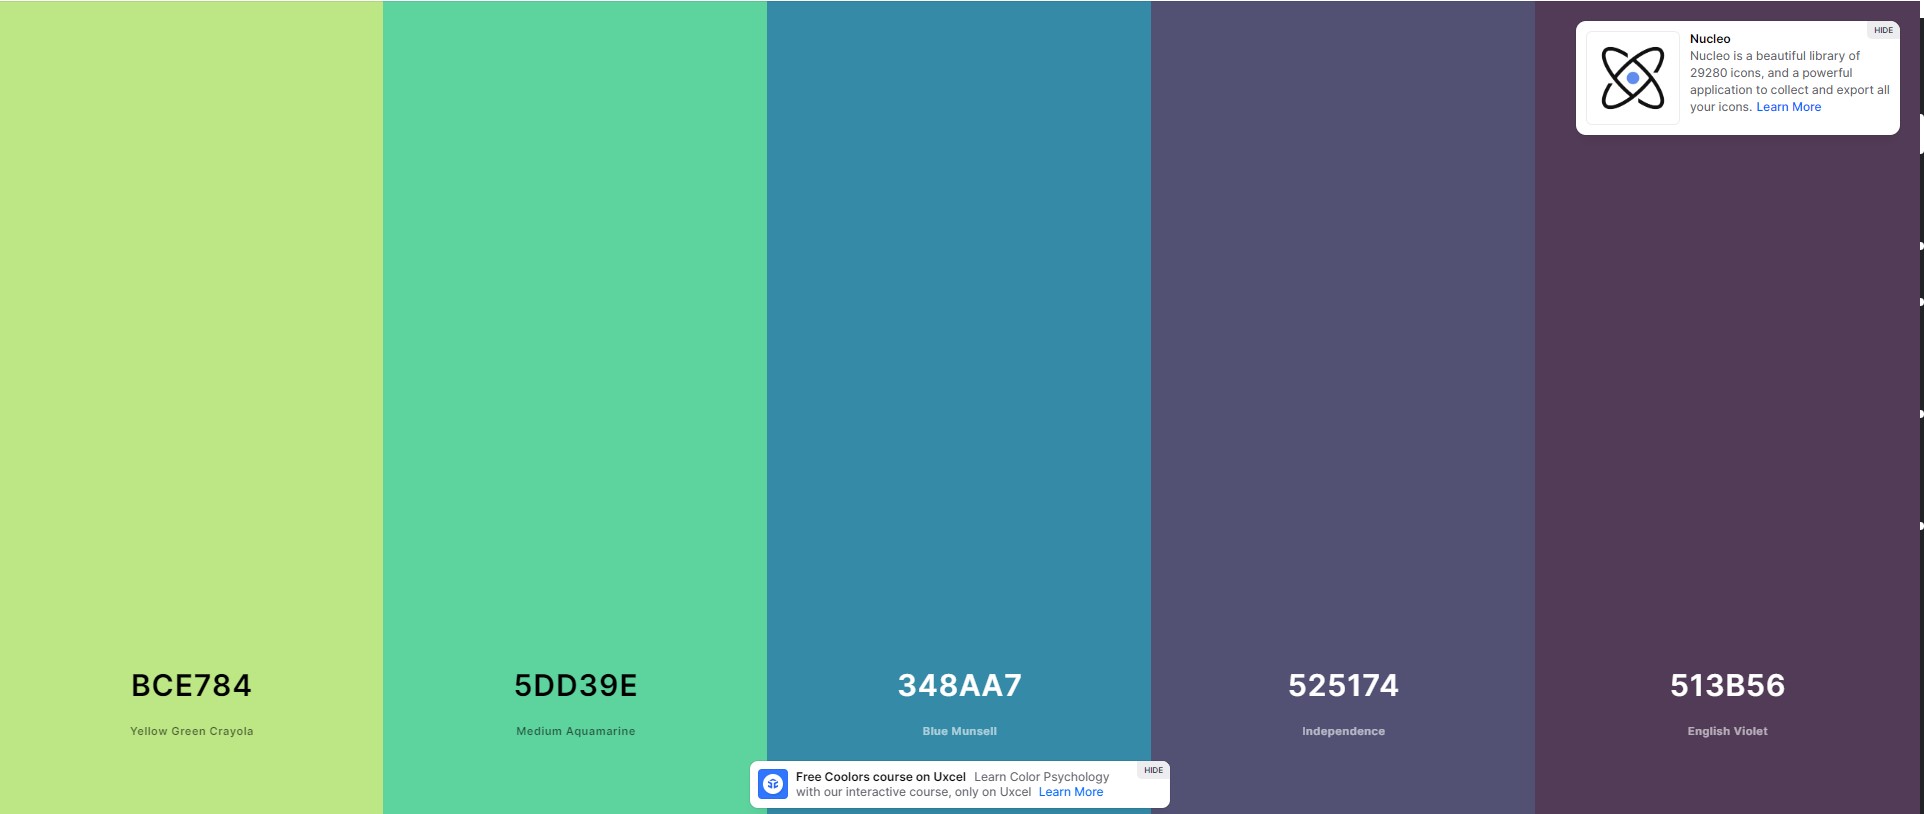 HIDE
Nucleo
Nucleo is a beautiful library of
29280 icons, and a powerful
application to collect and export all
your icons. Learn More
BCE784
Yellow Green Crayola
5DD39E
Medium Aquamarine
348AA7
Blue Munsell
525174
Independence
513B56
English Violet
HIDE
Free Coolors course on Uxcel Learn Color Psychology
with our interactive course, only on Uxcel Learn More